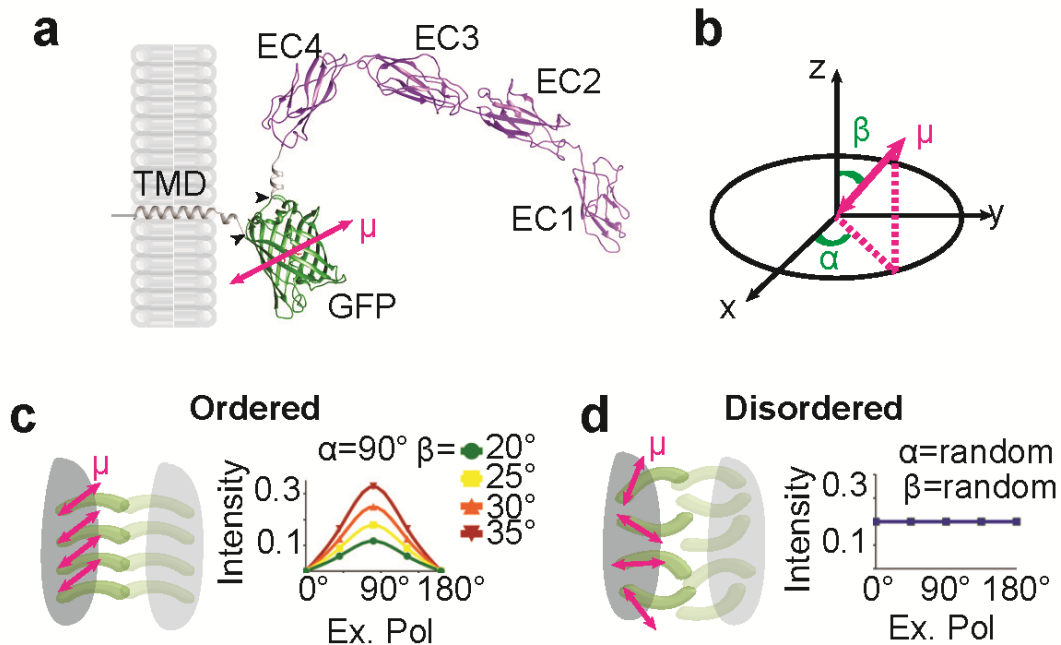 a
EC4
EC3
EC2
EC1
TMD
μ
GFP
b
z
β
μ
y
α
x
c
Ordered
μ
Intensity
0.3
0.1
α=90° β=
20°
25°
30°
35°
0° 90° 180°
Ex. Pol
d
Disordered
μ
Intensity
0.3
0.1
α=random
β=random
0° 90° 180°
Ex. Pol